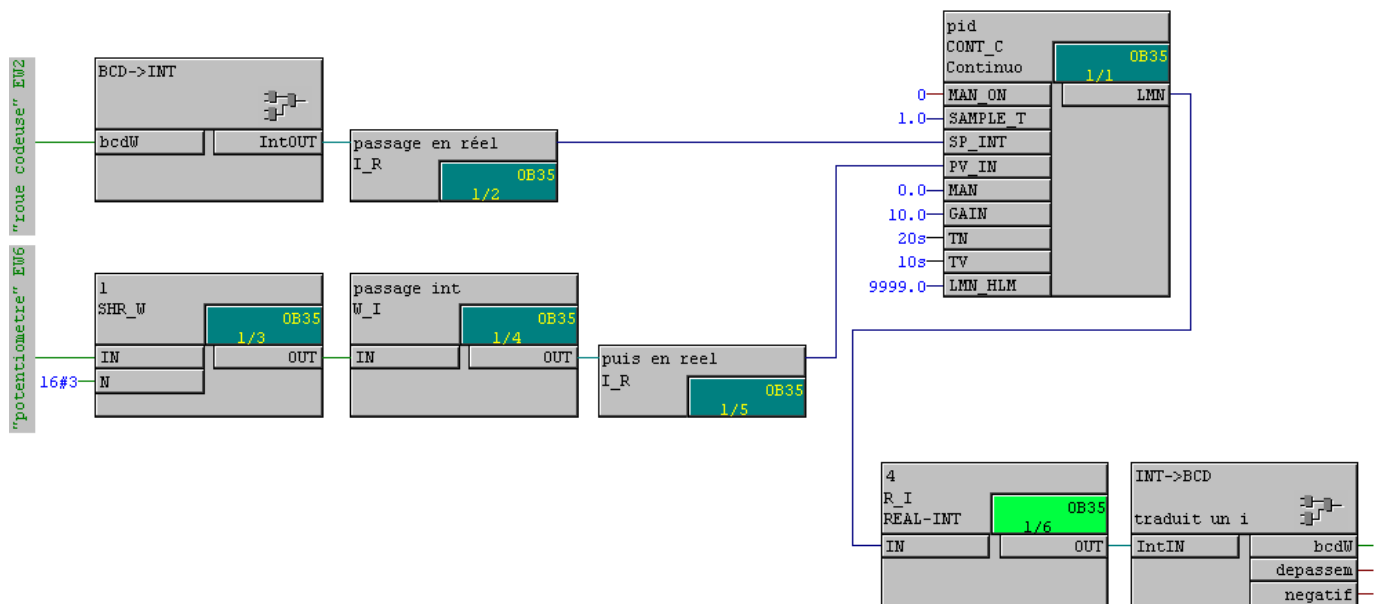 "roue codeuse" EW2
BCD->INT
bcdW
IntOUT
passage en réel
I_R
OB35
1/2
pid
CONT_C
Continuo
OB35
1/1
0
MAN_ON
LMN
1.0
SAMPLE_T
SP_INT
PV_IN
0.0
MAN
10.0
GAIN
20s
TN
10s
TV
9999.0
LMN_HLM
"potentiometre" EW6
1
SHR_W
OB35
1/3
IN
OUT
16#3
N
passage int
W_I
OB35
1/4
IN
OUT
puis en reel
I_R
OB35
1/5
4
R_I
REAL-INT
OB35
1/6
IN
OUT
INT->BCD
traduit un i
IntIN
bcdW
depassem
negatif